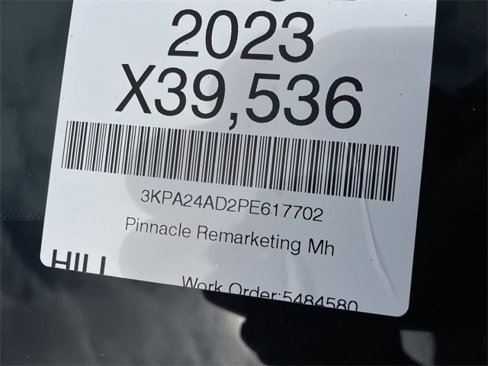 2023
X39,536
3KPA24AD2PE617702
Pinnacle Remarketing Mh
HILL
Work Order:5484580